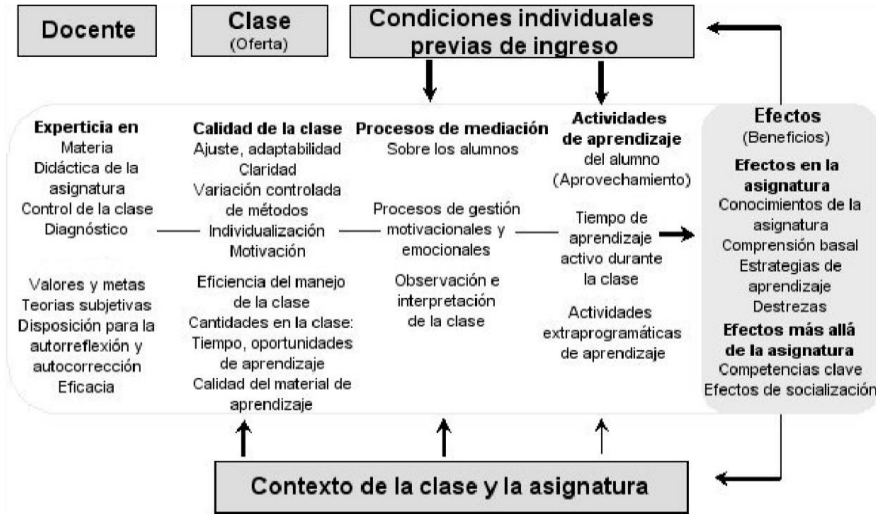 Docente
Clase
(Oferta)
Condiciones individuales
previas de ingreso
Experticia en
Materia
Didáctica de la
asignatura
Control de la clase
Diagnóstico
Valores y metas
Teorias subjetivas
Disposición para la
autorreflexión y
autocorrección
Eficacia
Calidad de la clase
Ajuste, adaptabilidad
Claridad
Variación controlada
de métodos
Individualización
Motivación
Eficiencia del manejo
de la clase
Cantidades en la clase:
Tiempo, oportunidades
de aprendizaje
Calidad del material de
aprendizaje
Procesos de mediación
Sobre los alumnos
Procesos de gestión
motivacionales y
emocionales
Observación e
interpretación
de la clase
Actividades
de aprendizaje
del alumno
(Aprovechamiento)
Tiempo de
aprendizaje
activo durante
la clase
Actividades
extraprogramáticas
de aprendizaje
Efectos
(Beneficios)
Efectos en la
asignatura
Conocimientos de la
asignatura
Comprensión basal
Estrategias de
aprendizaje
Destrezas
Efectos más allá
de la asignatura
Competencias clave
Efectos de socialización
Contexto de la clase y la asignatura